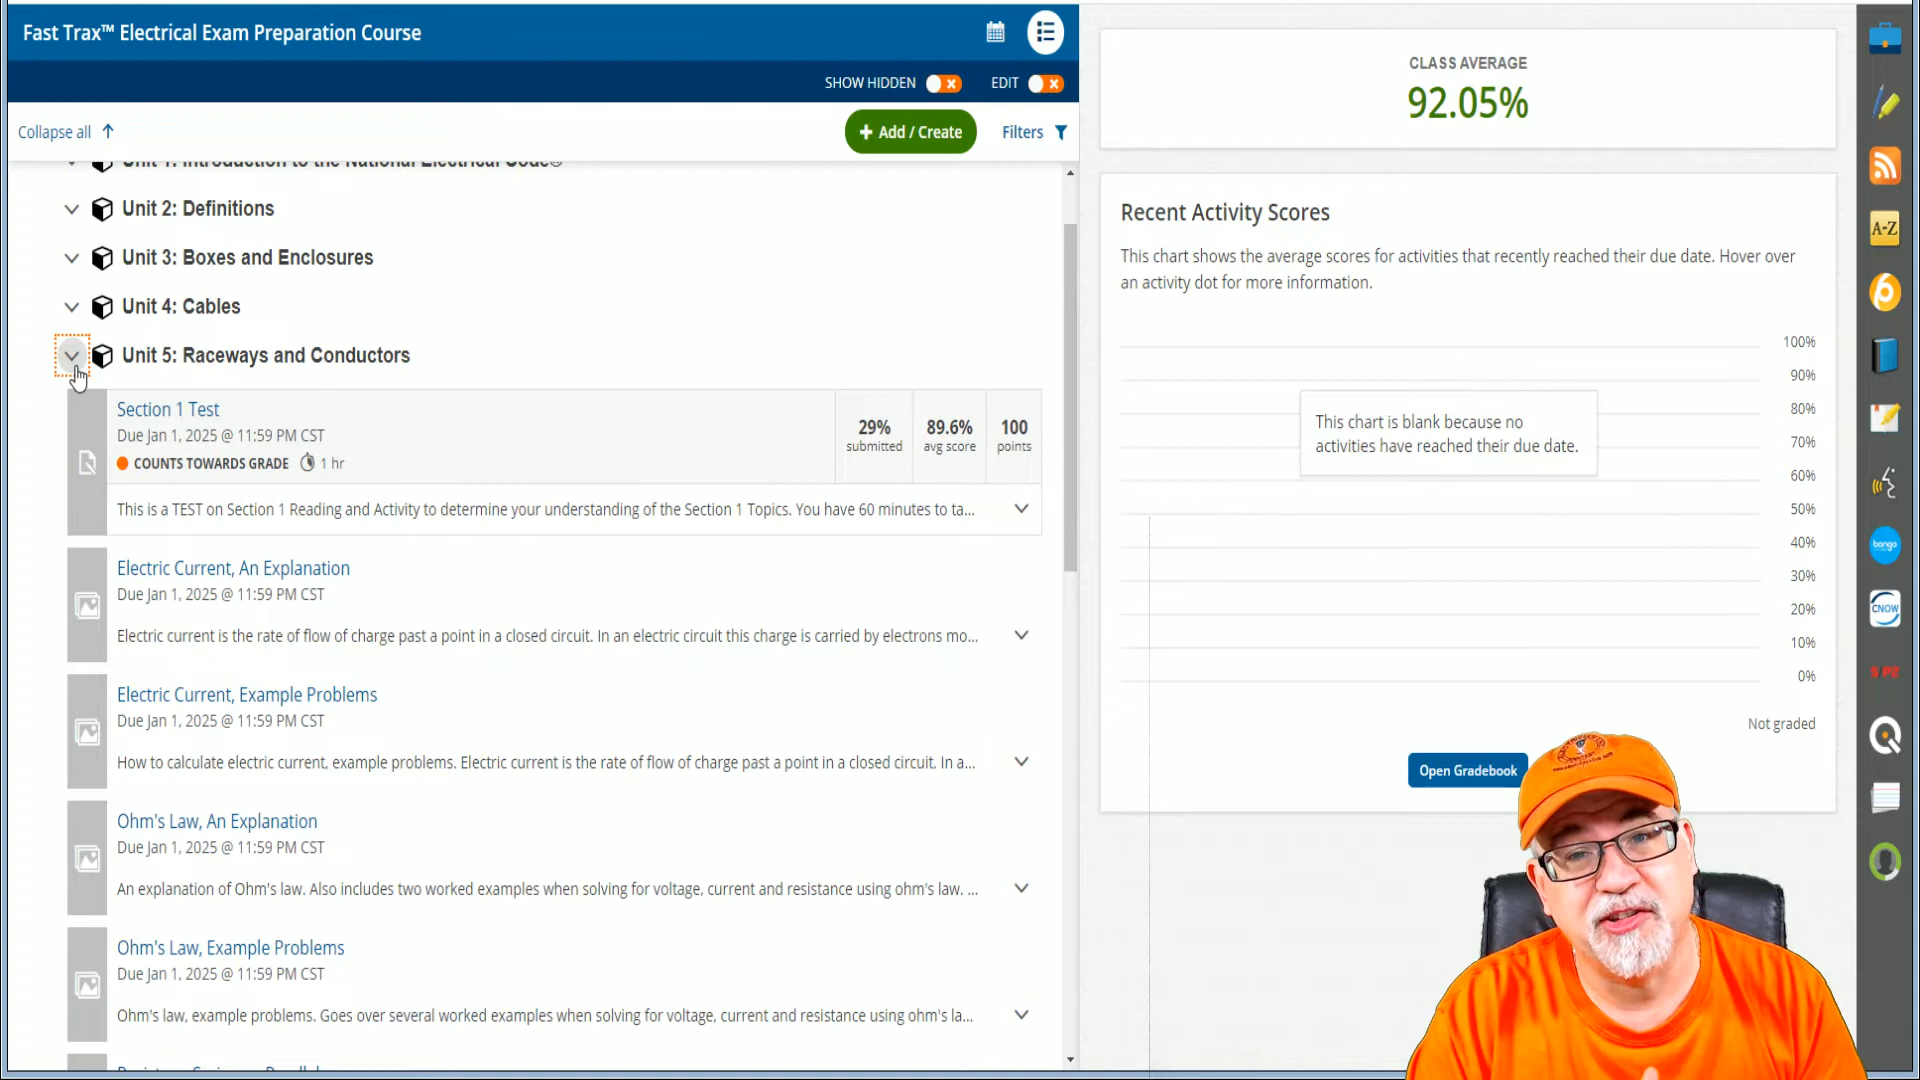 Fast Trax™ Electrical Exam Preparation Course
SHOW HIDDEN
EDIT
Collapse all
+ Add / Create
Filters
Unit 1: Introduction to the National Electrical Code®
Unit 2: Definitions
Unit 3: Boxes and Enclosures
Unit 4: Cables
Unit 5: Raceways and Conductors
Section 1 Test
Due Jan 1, 2025 @ 11:59 PM CST
COUNTS TOWARDS GRADE 1 hr
29%
submitted
89.6%
avg score
100
points
This is a TEST on Section 1 Reading and Activity to determine your understanding of the Section 1 Topics. You have 60 minutes to ta...
Electric Current, An Explanation
Due Jan 1, 2025 @ 11:59 PM CST
Electric current is the rate of flow of charge past a point in a closed circuit. In an electric circuit this charge is carried by electrons mo...
Electric Current, Example Problems
Due Jan 1, 2025 @ 11:59 PM CST
How to calculate electric current, example problems. Electric current is the rate of flow of charge past a point in a closed circuit. In a...
Ohm's Law, An Explanation
Due Jan 1, 2025 @ 11:59 PM CST
An explanation of Ohm's law. Also includes two worked examples when solving for voltage, current and resistance using ohm's law. ...
Ohm's Law, Example Problems
Due Jan 1, 2025 @ 11:59 PM CST
Ohm's law, example problems. Goes over several worked examples when solving for voltage, current and resistance using ohm's la...
CLASS AVERAGE
92.05%
Recent Activity Scores
This chart shows the average scores for activities that recently reached their due date. Hover over
an activity dot for more information.
100%
90%
80%
70%
60%
50%
40%
30%
20%
10%
0%
This chart is blank because no
activities have reached their due date.
Not graded
Open Gradebook
A-Z
bongo
CNOW